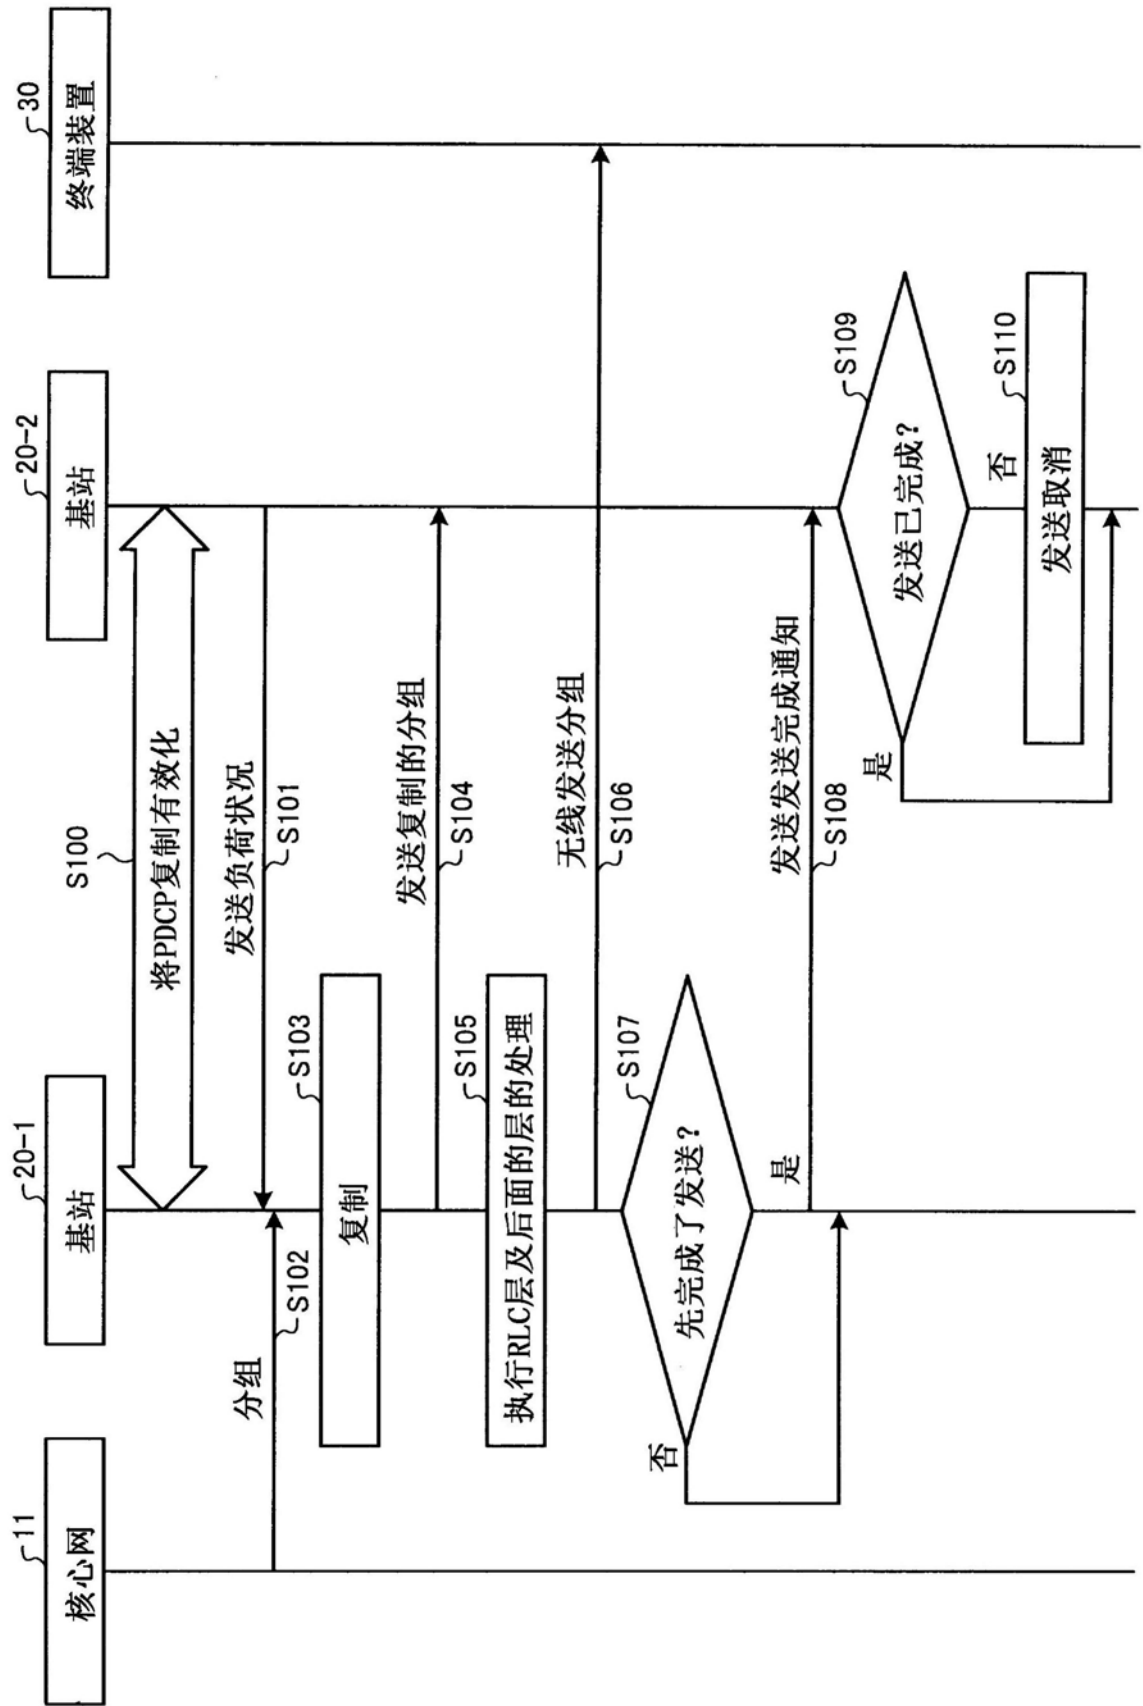 11
核心网
20-1
基站
20-2
基站
30
终端装置
S100
将PDCP复制有效化
发送负荷状况
S101
分组
S102
S103
复制
发送复制的分组
S104
S105
执行RLC层及后面的层的处理
无线发送分组
S106
S107
先完成了发送?
否
是
发送发送完成通知
S108
S109
发送已完成?
是
否
S110
发送取消